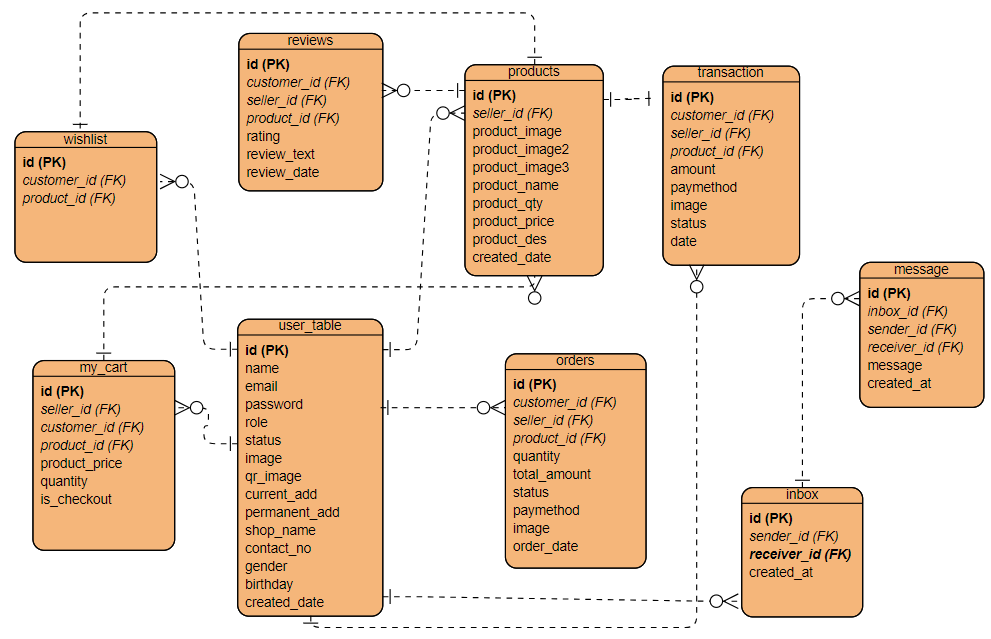 reviews
id (PK)
customer_id (FK)
seller_id (FK)
product_id (FK)
rating
review_text
review_date
products
id (PK)
seller_id (FK)
product_image
product_image2
product_image3
product_name
product_qty
product_price
product_des
created_date
transaction
id (PK)
customer_id (FK)
seller_id (FK)
product_id (FK)
amount
paymethod
image
status
date
wishlist
id (PK)
customer_id (FK)
product_id (FK)
message
id (PK)
inbox_id (FK)
sender_id (FK)
receiver_id (FK)
message
created_at
user_table
id (PK)
name
email
password
role
status
image
qr_image
current_add
permanent_add
shop_name
contact_no
gender
birthday
created_date
my_cart
id (PK)
seller_id (FK)
customer_id (FK)
product_id (FK)
product_price
quantity
is_checkout
orders
id (PK)
customer_id (FK)
seller_id (FK)
product_id (FK)
quantity
total_amount
status
paymethod
image
order_date
inbox
id (PK)
sender_id (FK)
receiver_id (FK)
created_at